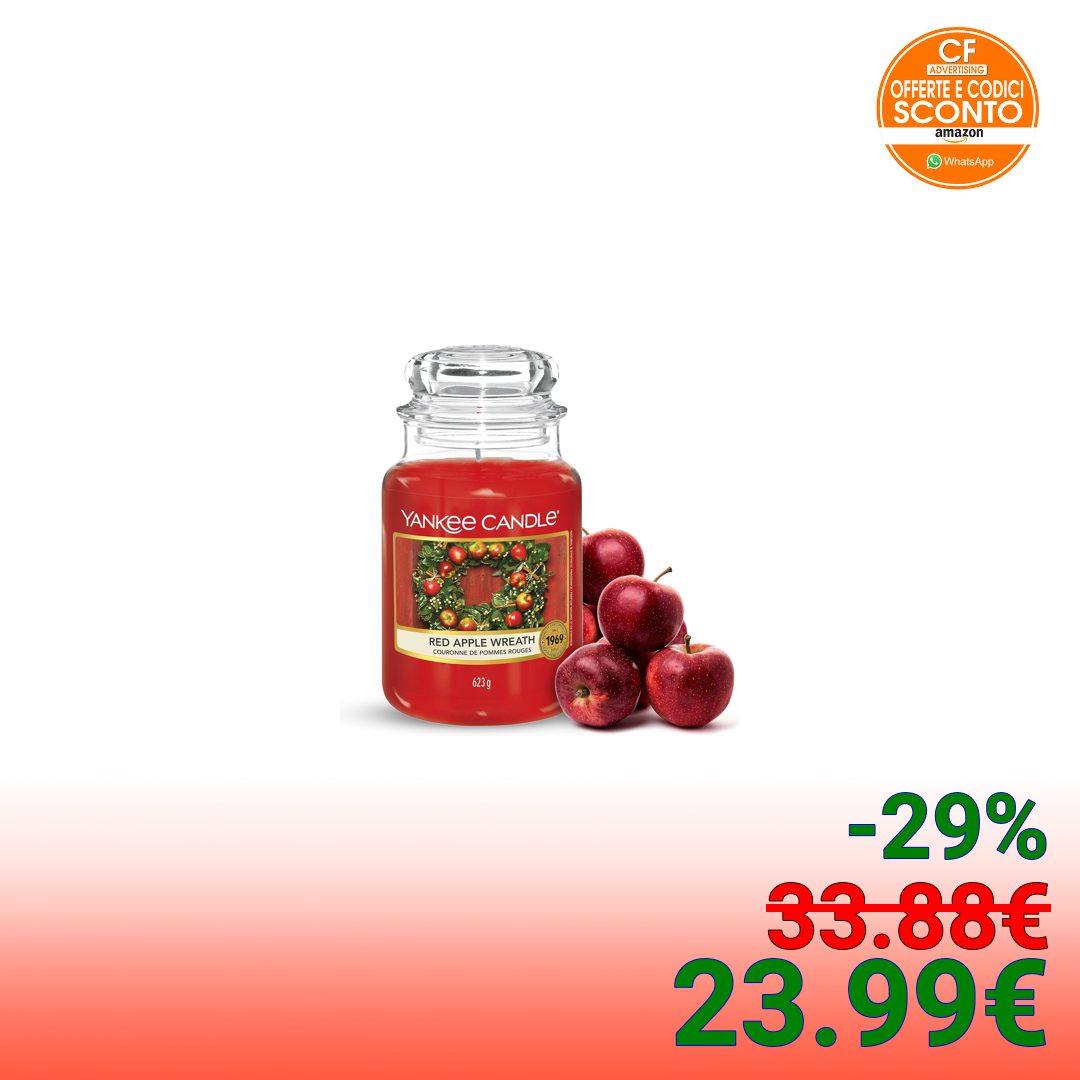 CF
ADVERTISING
OFFERTE E CODICI
SCONTO
amazon
WhatsApp
YANKEE CANDLE®
RED APPLE WREATH
COURONNE DE POMMES ROUGES
1969
623 g
-29%
33.88€
23.99€